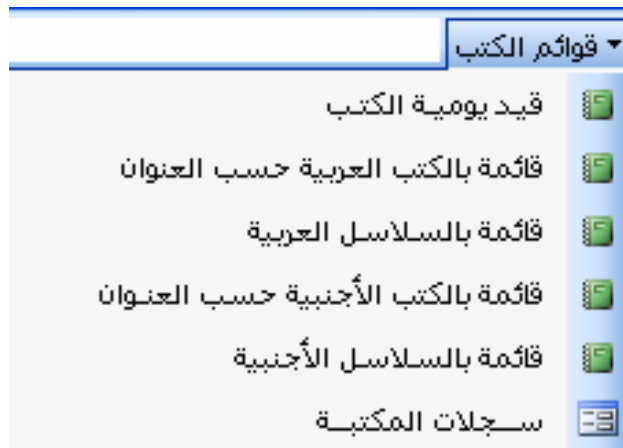 قوائم الكتب
قيد يومية الكتب
قائمة بالكتب العربية حسب العنوان
قائمة بالسلاسل العربية
قائمة بالكتب الأجنبية حسب العنوان
قائمة بالسلاسل الأجنبية
سجلات المكتبة